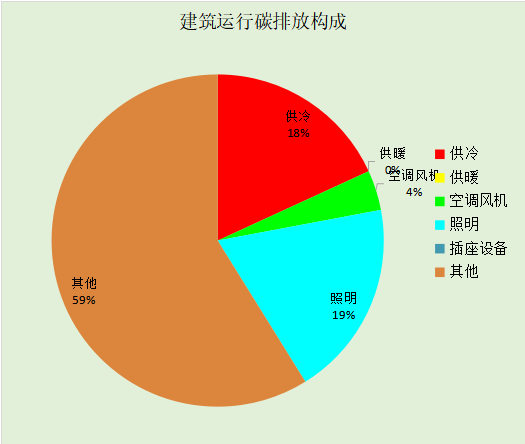 建筑运行碳排放构成
供冷
18%
供暖
0%
空调风机
4%
照明
19%
其他
59%
供冷
供暖
空调风机
照明
插座设备
其他